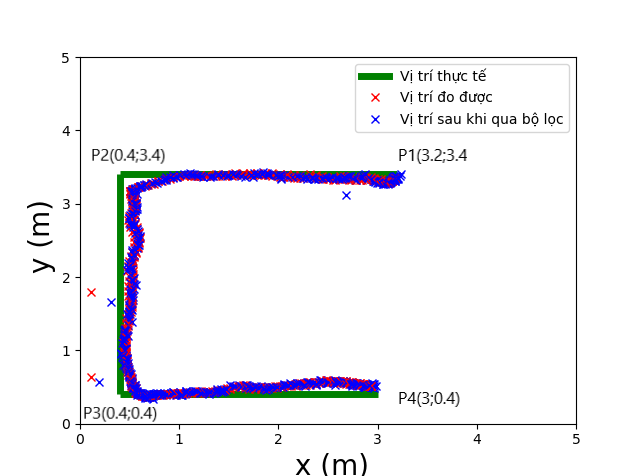 5
Vị trí thực tế
Vị trí đo được
Vị trí sau khi qua bộ lọc
4
P2(0.4;3.4)
P1(3.2;3.4
3
y (m)
2
1
P4(3;0.4)
P3(0.4;0.4)
0
0 1 2 3 4 5
x (m)